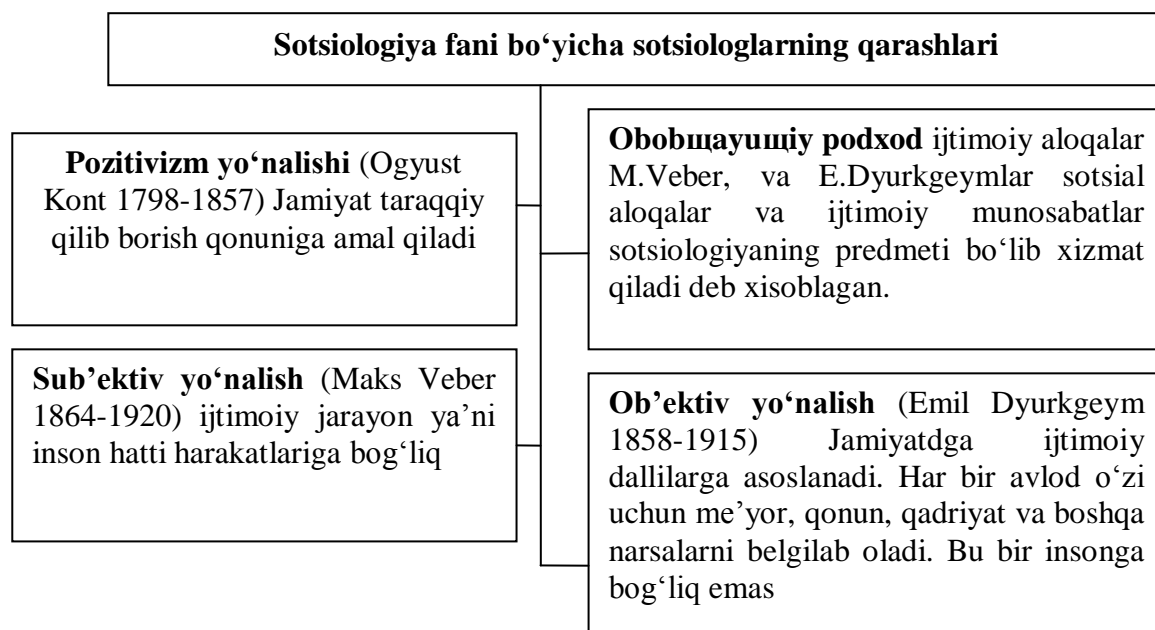 Sotsiologiya fani bo‘yicha sotsiologlarning qarashlari
Pozitivizm yo‘nalishi (Ogyust
Kont 1798-1857) Jamiyat taraqqiy
qilib borish qonuniga amal qiladi
Obobщayuщiy podxod ijtimoiy aloqalar
M.Veber, va E.Dyurkgeymlar sotsial
aloqalar va ijtimoiy munosabatlar
sotsiologiyaning predmeti bo‘lib xizmat
qiladi deb xisoblagan.
Sub’ektiv yo‘nalish (Maks Veber
1864-1920) ijtimoiy jarayon ya’ni
inson hatti harakatlariga bog‘liq
Ob’ektiv yo‘nalish (Emil Dyurkgeym
1858-1915) Jamiyatdga ijtimoiy
dallilarga asoslanadi. Har bir avlod o‘zi
uchun me’yor, qonun, qadriyat va boshqa
narsalarni belgilab oladi. Bu bir insonga
bog‘liq emas